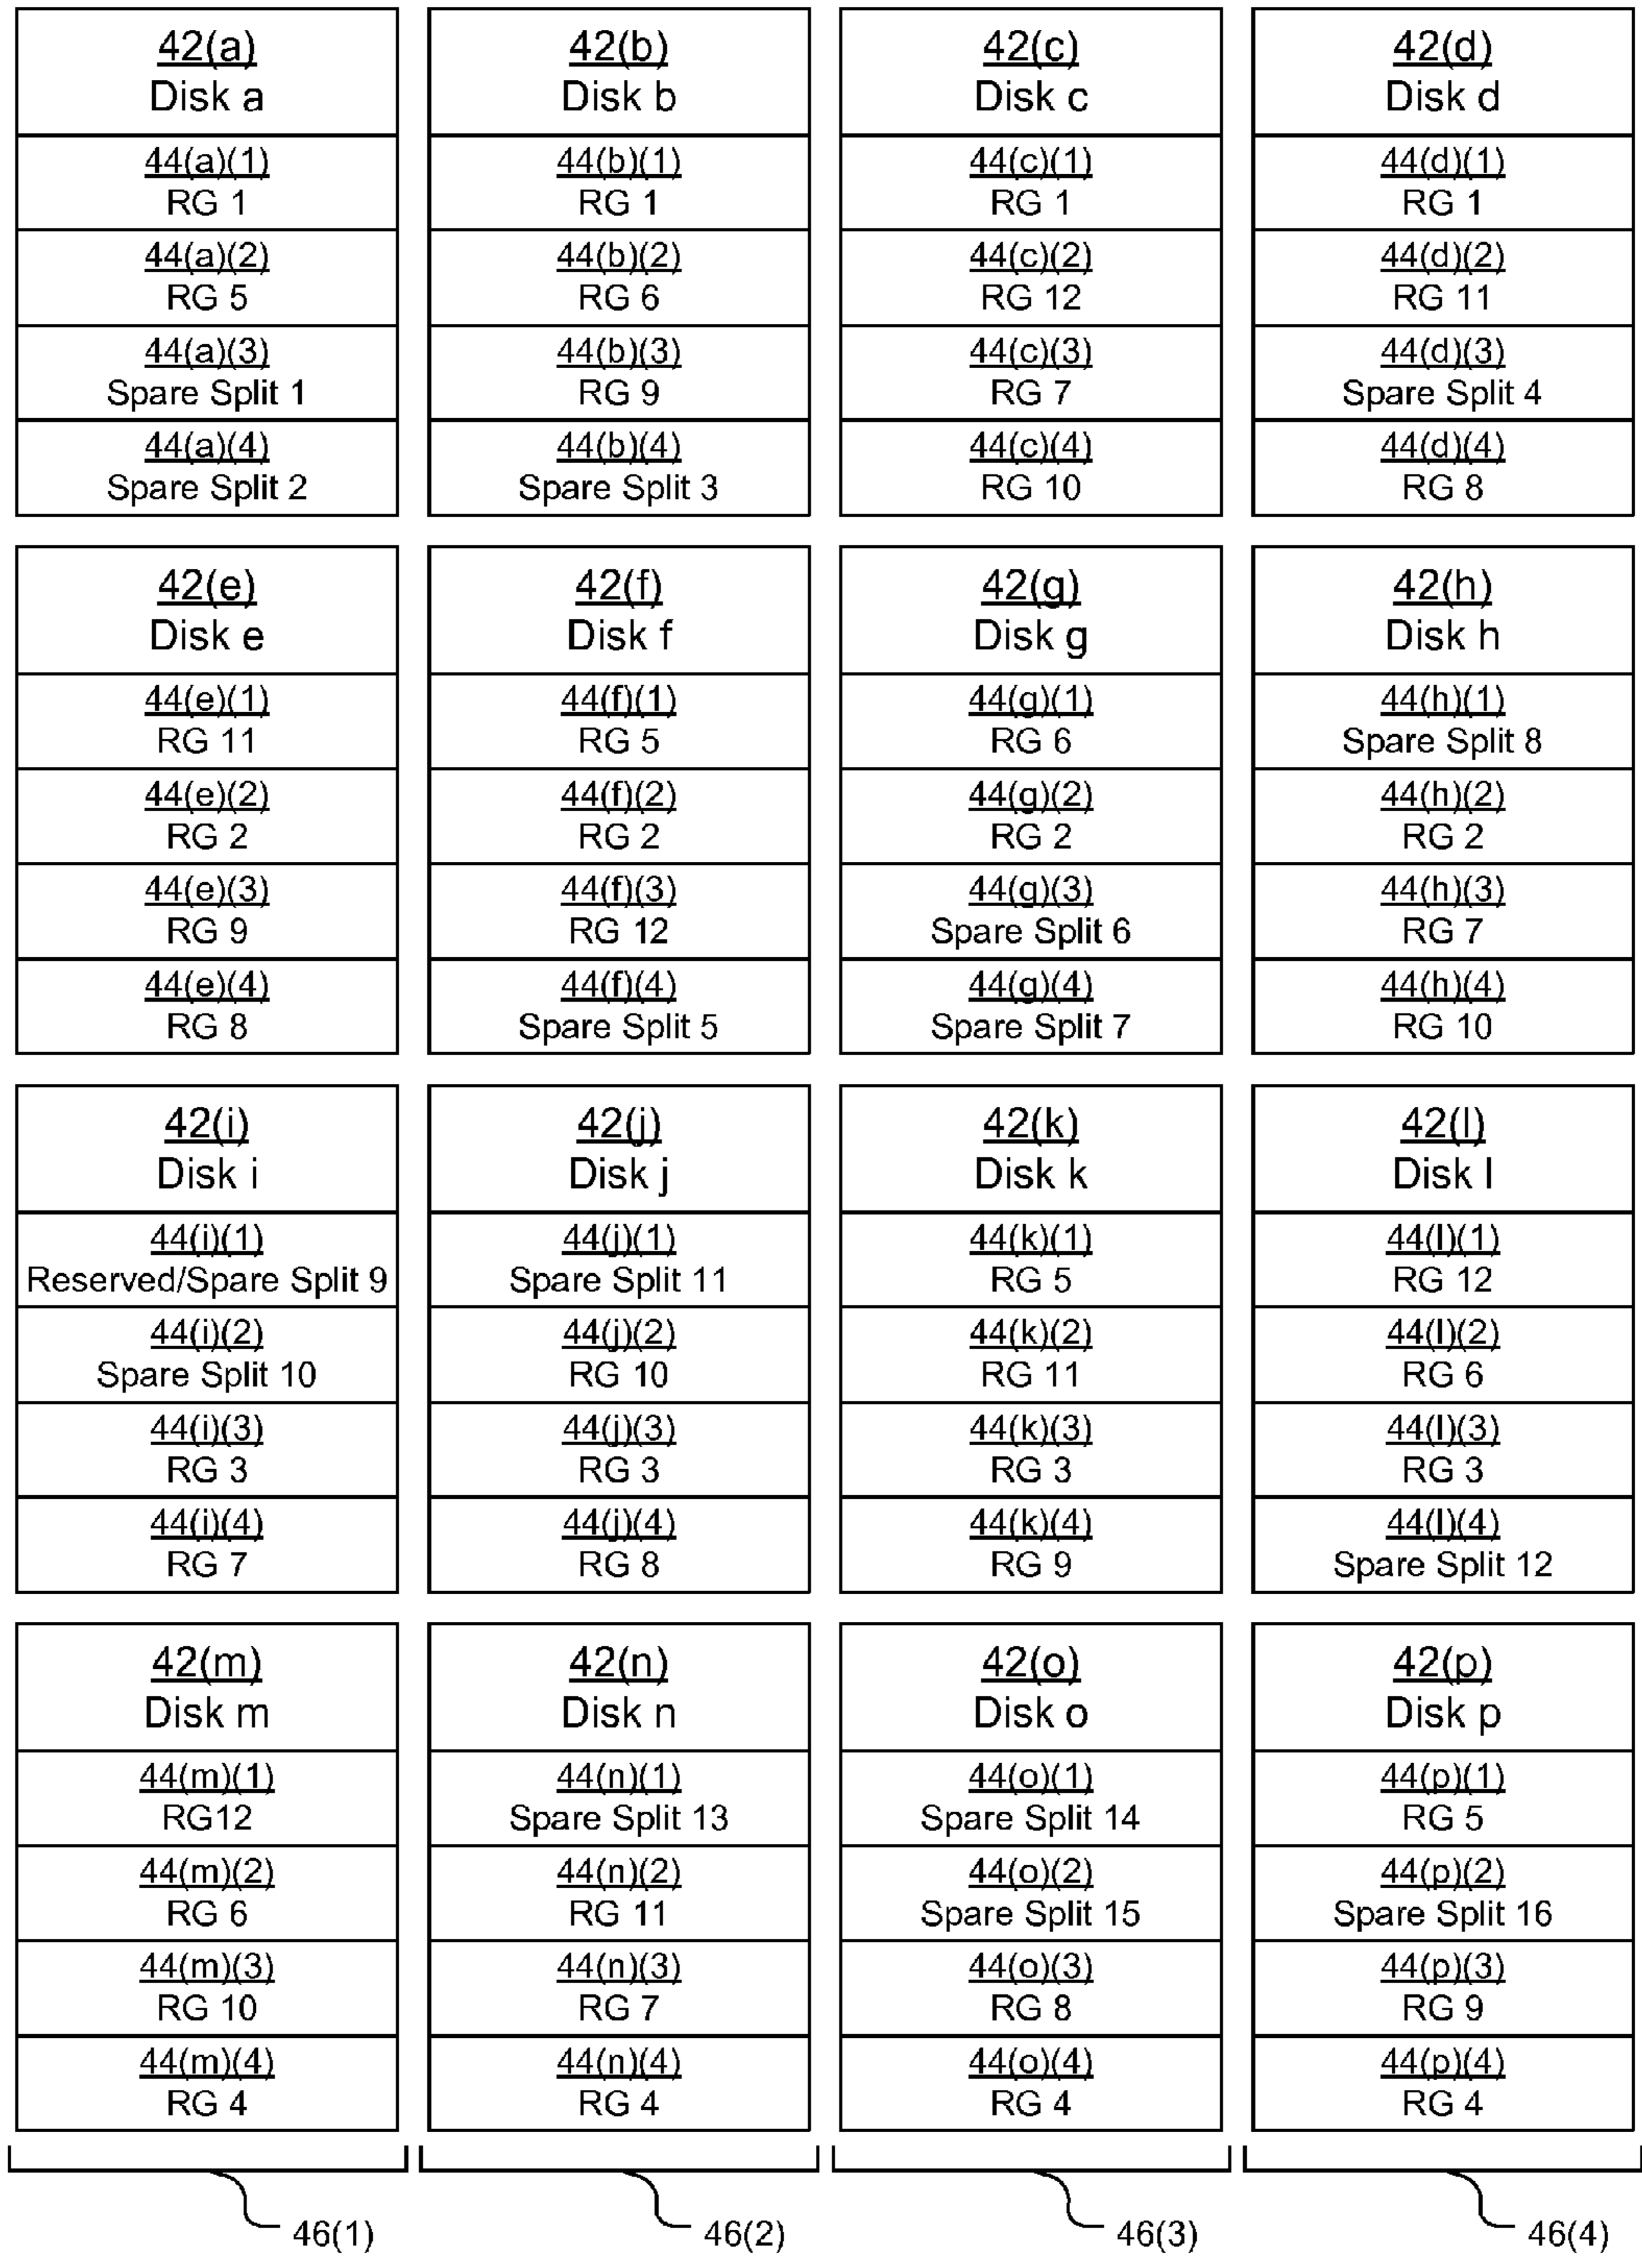 42(a)
Disk a
44(a)(1)
RG 1
44(a)(2)
RG 5
44(a)(3)
Spare Split 1
44(a)(4)
Spare Split 2
42(b)
Disk b
44(b)(1)
RG 1
44(b)(2)
RG 6
44(b)(3)
RG 9
44(b)(4)
Spare Split 3
42(c)
Disk c
44(c)(1)
RG 1
44(c)(2)
RG 12
44(c)(3)
RG 7
44(c)(4)
RG 10
42(d)
Disk d
44(d)(1)
RG 1
44(d)(2)
RG 11
44(d)(3)
Spare Split 4
44(d)(4)
RG 8
42(e)
Disk e
44(e)(1)
RG 11
44(e)(2)
RG 2
44(e)(3)
RG 9
44(e)(4)
RG 8
42(f)
Disk f
44(f)(1)
RG 5
44(f)(2)
RG 2
44(f)(3)
RG 12
44(f)(4)
Spare Split 5
42(g)
Disk g
44(g)(1)
RG 6
44(g)(2)
RG 2
44(g)(3)
Spare Split 6
44(g)(4)
Spare Split 7
42(h)
Disk h
44(h)(1)
Spare Split 8
44(h)(2)
RG 2
44(h)(3)
RG 7
44(h)(4)
RG 10
42(i)
Disk i
44(i)(1)
Reserved/Spare Split 9
44(i)(2)
Spare Split 10
44(i)(3)
RG 3
44(i)(4)
RG 7
42(j)
Disk j
44(j)(1)
Spare Split 11
44(j)(2)
RG 10
44(j)(3)
RG 3
44(j)(4)
RG 8
42(k)
Disk k
44(k)(1)
RG 5
44(k)(2)
RG 11
44(k)(3)
RG 3
44(k)(4)
RG 9
42(l)
Disk l
44(l)(1)
RG 12
44(l)(2)
RG 6
44(l)(3)
RG 3
44(l)(4)
Spare Split 12
42(m)
Disk m
44(m)(1)
RG12
44(m)(2)
RG 6
44(m)(3)
RG 10
44(m)(4)
RG 4
42(n)
Disk n
44(n)(1)
Spare Split 13
44(n)(2)
RG 11
44(n)(3)
RG 7
44(n)(4)
RG 4
42(o)
Disk o
44(o)(1)
Spare Split 14
44(o)(2)
Spare Split 15
44(o)(3)
RG 8
44(o)(4)
RG 4
42(p)
Disk p
44(p)(1)
RG 5
44(p)(2)
Spare Split 16
44(p)(3)
RG 9
44(p)(4)
RG 4
46(1)
46(2)
46(3)
46(4)